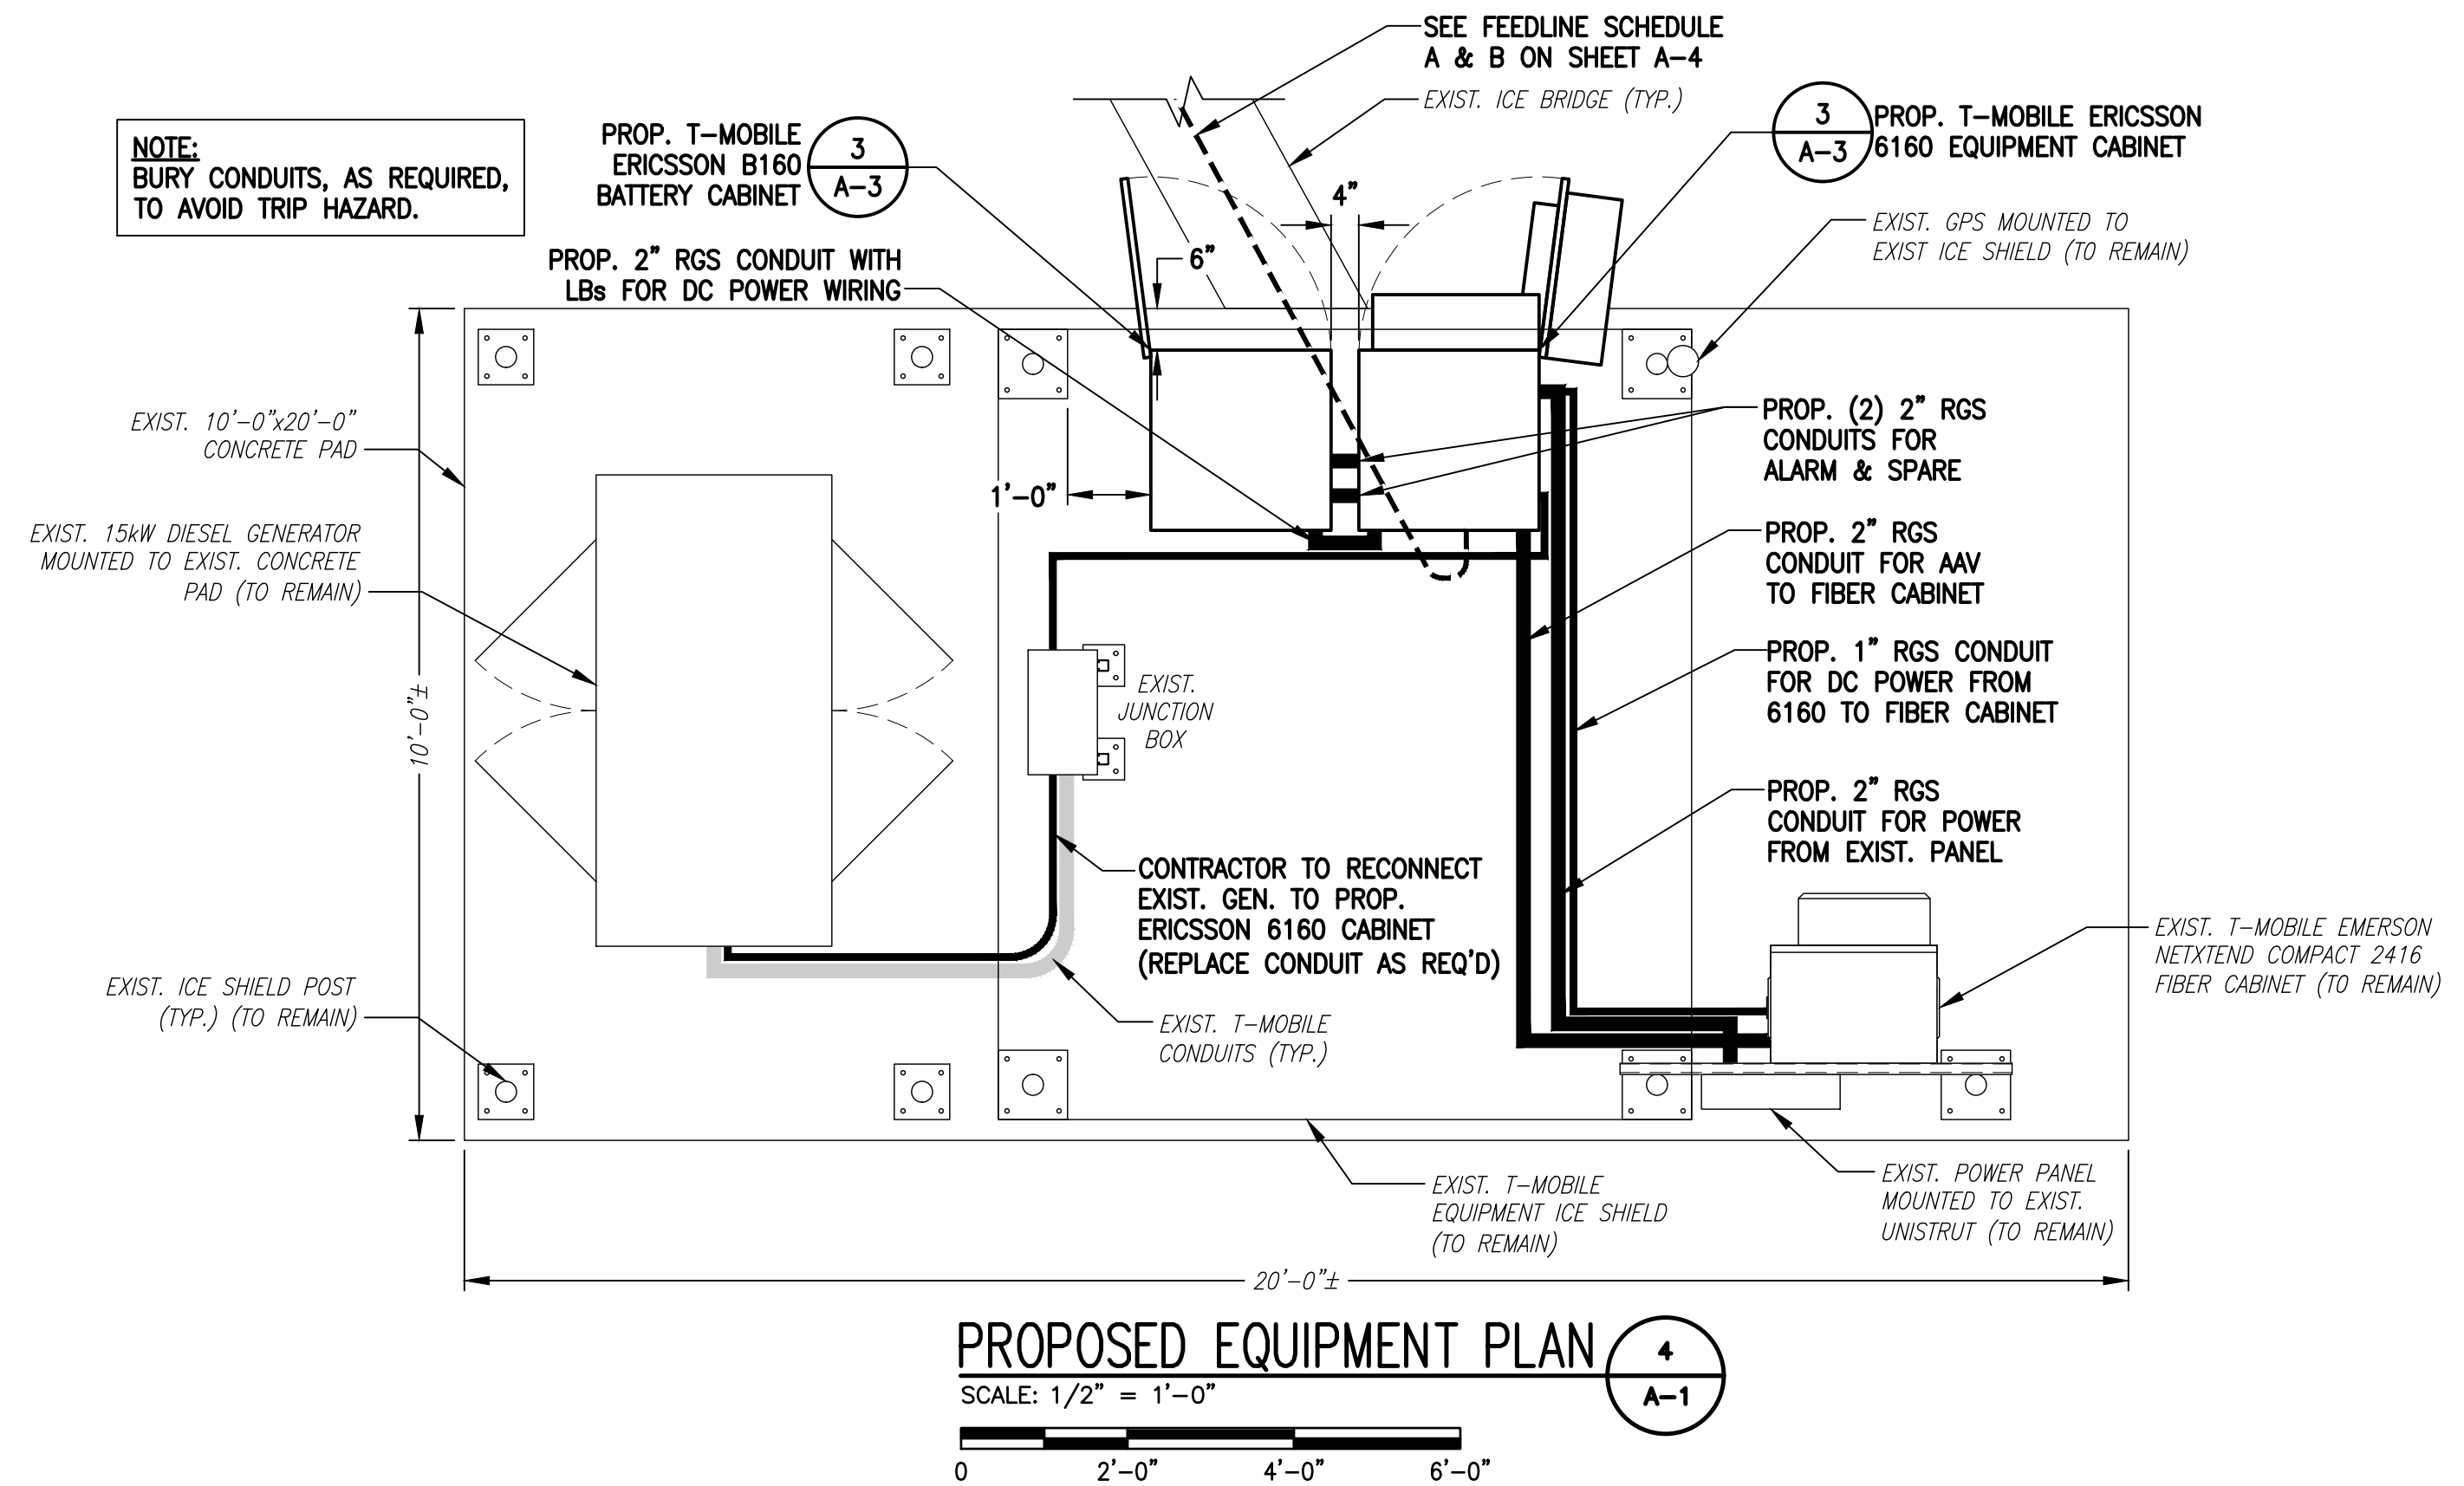 SEE FEEDLINE SCHEDULE
A & B ON SHEET A-4
EXIST. ICE BRIDGE (TYP.)
3
A-3
PROP. T-MOBILE ERICSSON
6160 EQUIPMENT CABINET
NOTE:
BURY CONDUITS, AS REQUIRED,
TO AVOID TRIP HAZARD.
PROP. T-MOBILE
ERICSSON B160
BATTERY CABINET
3
A-3
4"
EXIST. GPS MOUNTED TO
EXIST ICE SHIELD (TO REMAIN)
PROP. 2" RGS CONDUIT WITH
LBs FOR DC POWER WIRING
6"
EXIST. 10'-0"x20'-0"
CONCRETE PAD
PROP. (2) 2" RGS
CONDUITS FOR
ALARM & SPARE
1'-0"
EXIST. 15kW DIESEL GENERATOR
MOUNTED TO EXIST. CONCRETE
PAD (TO REMAIN)
PROP. 2" RGS
CONDUIT FOR AAV
TO FIBER CABINET
10'-0"±
EXIST.
JUNCTION
BOX
PROP. 1" RGS CONDUIT
FOR DC POWER FROM
6160 TO FIBER CABINET
PROP. 2" RGS
CONDUIT FOR POWER
FROM EXIST. PANEL
CONTRACTOR TO RECONNECT
EXIST. GEN. TO PROP.
ERICSSON 6160 CABINET
(REPLACE CONDUIT AS REQ'D)
EXIST. T-MOBILE EMERSON
NETXTEND COMPACT 2416
FIBER CABINET (TO REMAIN)
EXIST. ICE SHIELD POST
(TYP.) (TO REMAIN)
EXIST. T-MOBILE
CONDUITS (TYP.)
EXIST. T-MOBILE
EQUIPMENT ICE SHIELD
(TO REMAIN)
EXIST. POWER PANEL
MOUNTED TO EXIST.
UNISTRUT (TO REMAIN)
20'-0"±
PROPOSED EQUIPMENT PLAN
4
A-1
SCALE: 1/2" = 1'-0"
0 2'-0" 4'-0" 6'-0"